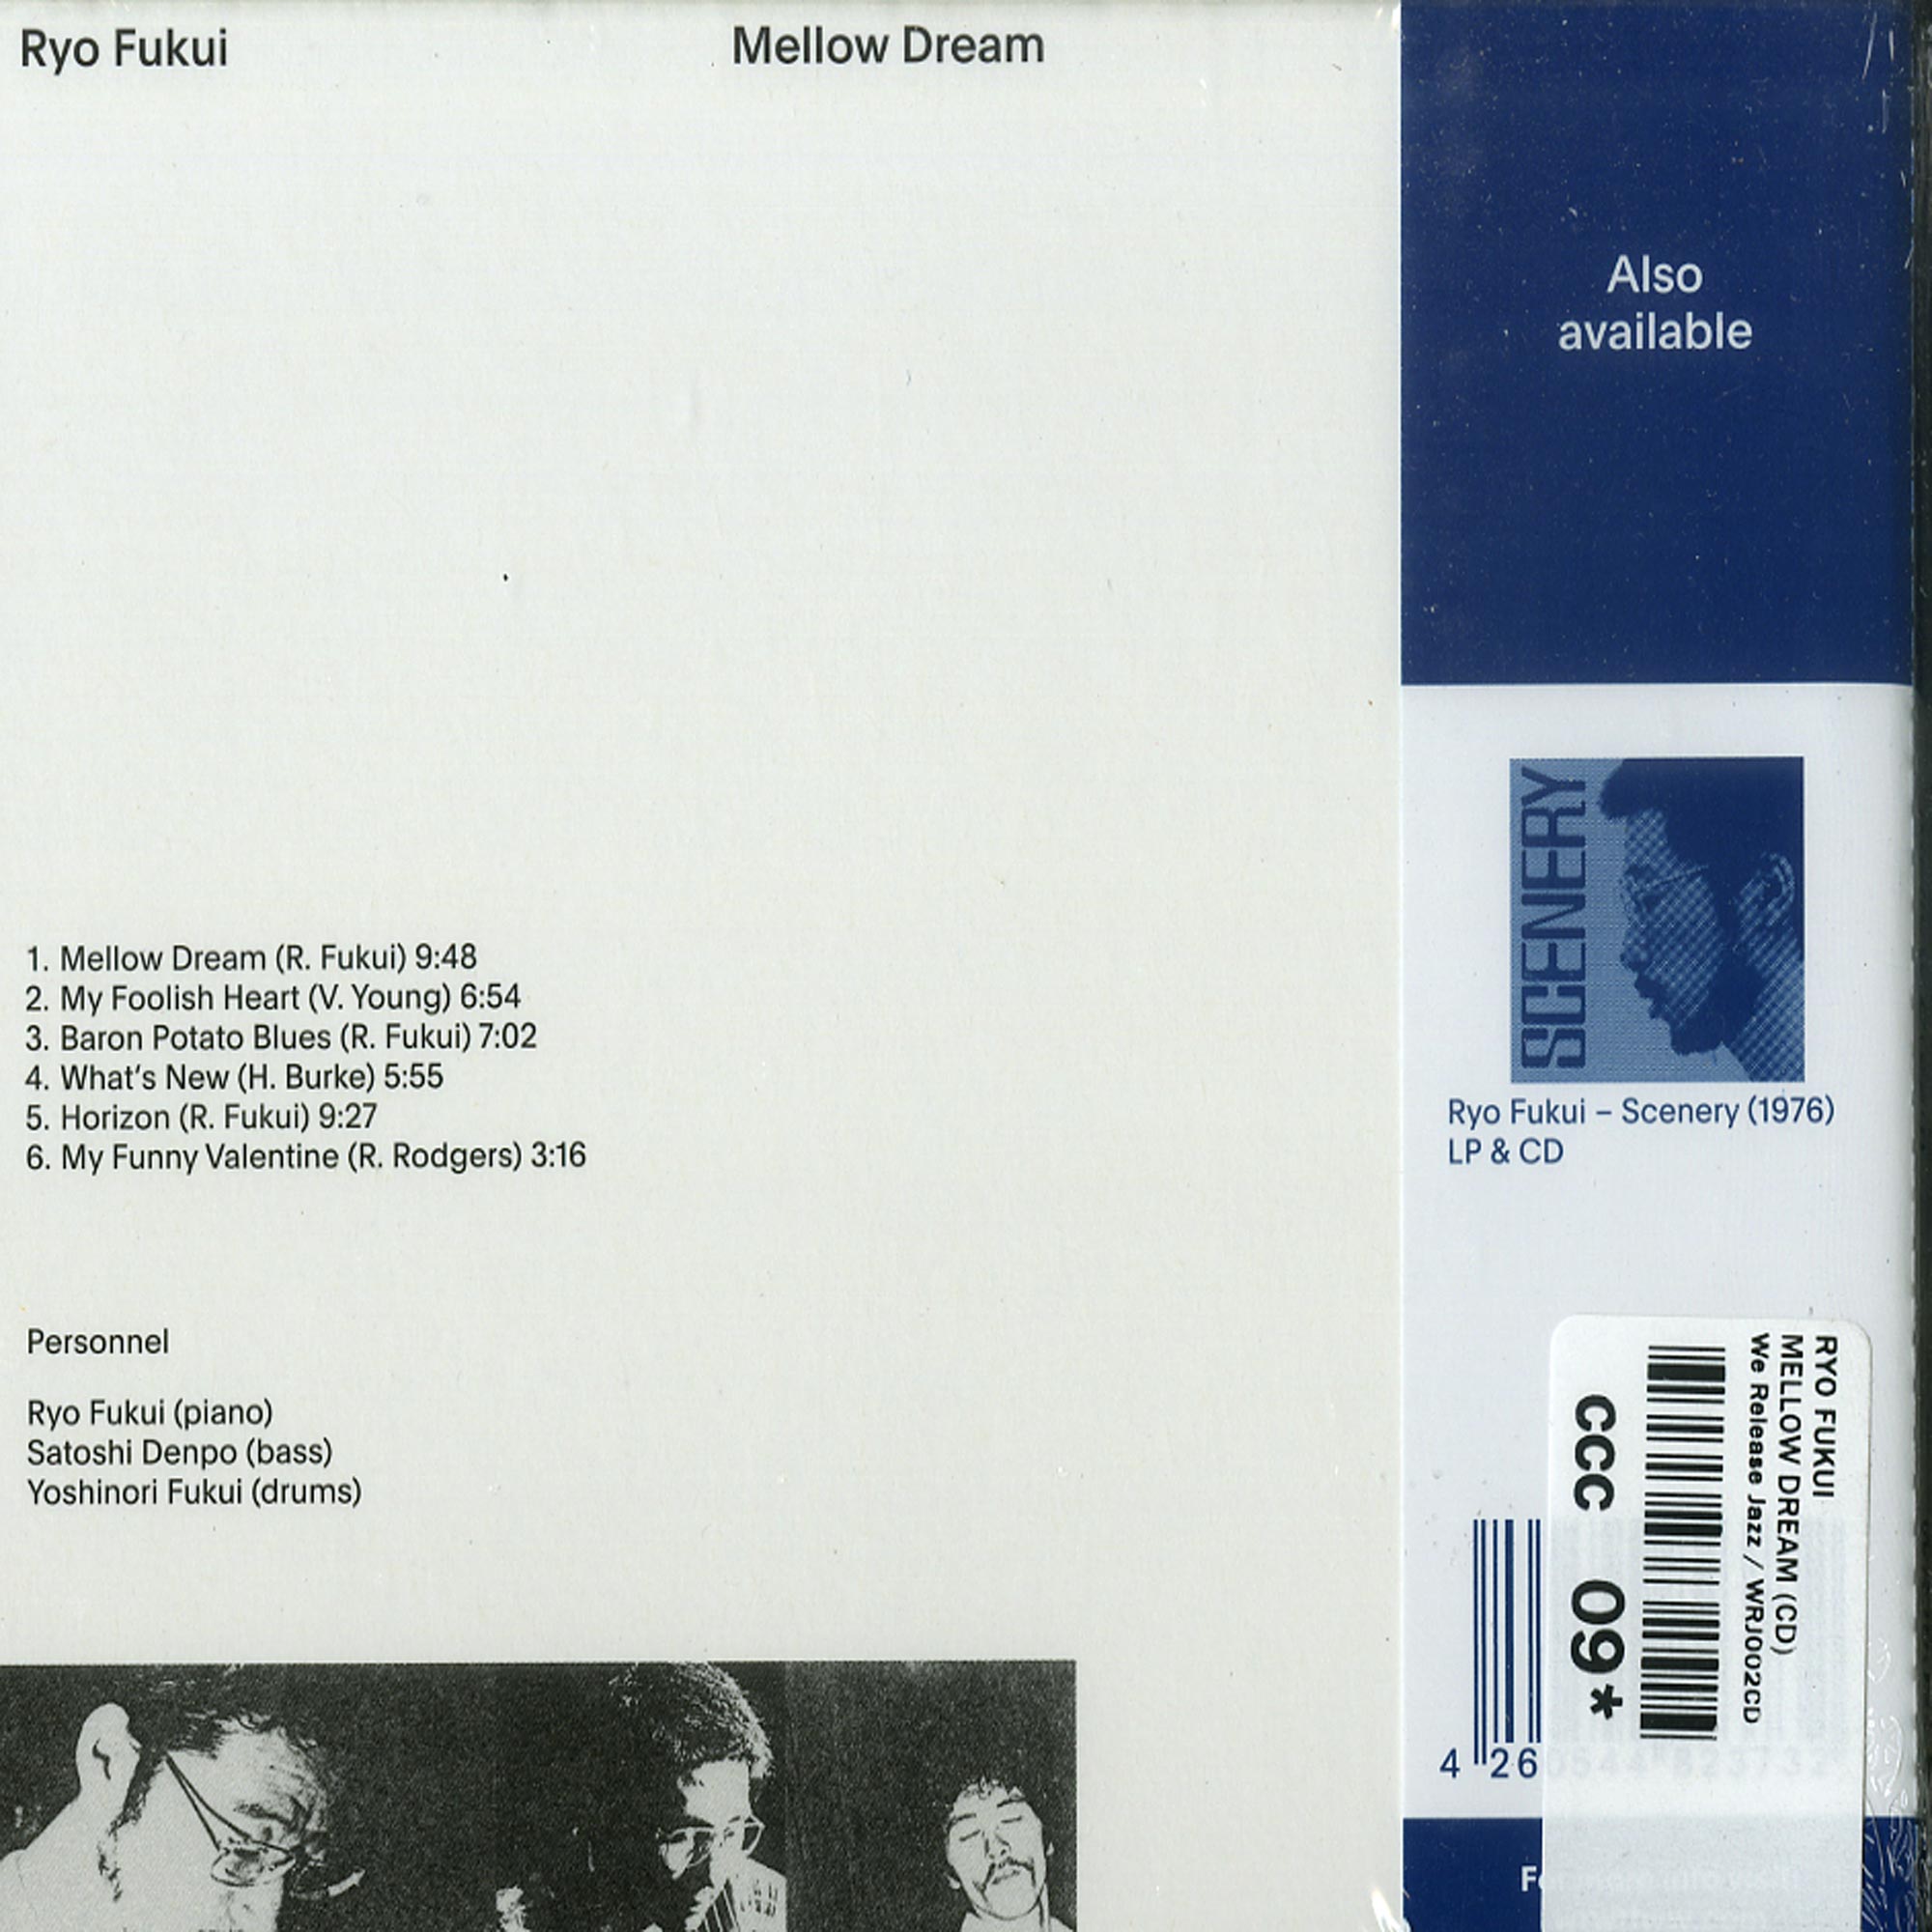 Ryo Fukui
Mellow Dream
1. Mellow Dream (R. Fukui) 9:48
2. My Foolish Heart (V. Young) 6:54
3. Baron Potato Blues (R. Fukui) 7:02
4. What's New (H. Burke) 5:55
5. Horizon (R. Fukui) 9:27
6. My Funny Valentine (R. Rodgers) 3:16
Personnel
Ryo Fukui (piano)
Satoshi Denpo (bass)
Yoshinori Fukui (drums)
Also
available
SCENERY
Ryo Fukui – Scenery (1976)
LP & CD
RYO FUKUI
MELLOW DREAM (CD)
We Release Jazz / WRJ002CD
ccc 09*
4 260544 823732